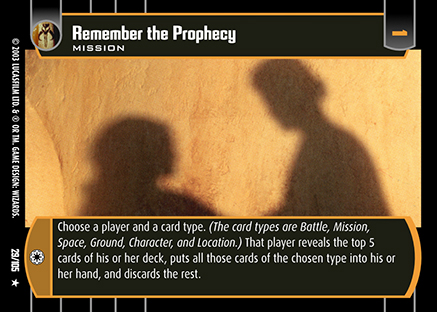 Remember the Prophecy
MISSION
1
Choose a player and a card type. (The card types are Battle, Mission,
Space, Ground, Character, and Location.) That player reveals the top 5
cards of his or her deck, puts all those cards of the chosen type into his or
her hand, and discards the rest.
© 2003 LUCASFILM LTD. & ® OR TM. GAME DESIGN: WIZARDS.
29/105